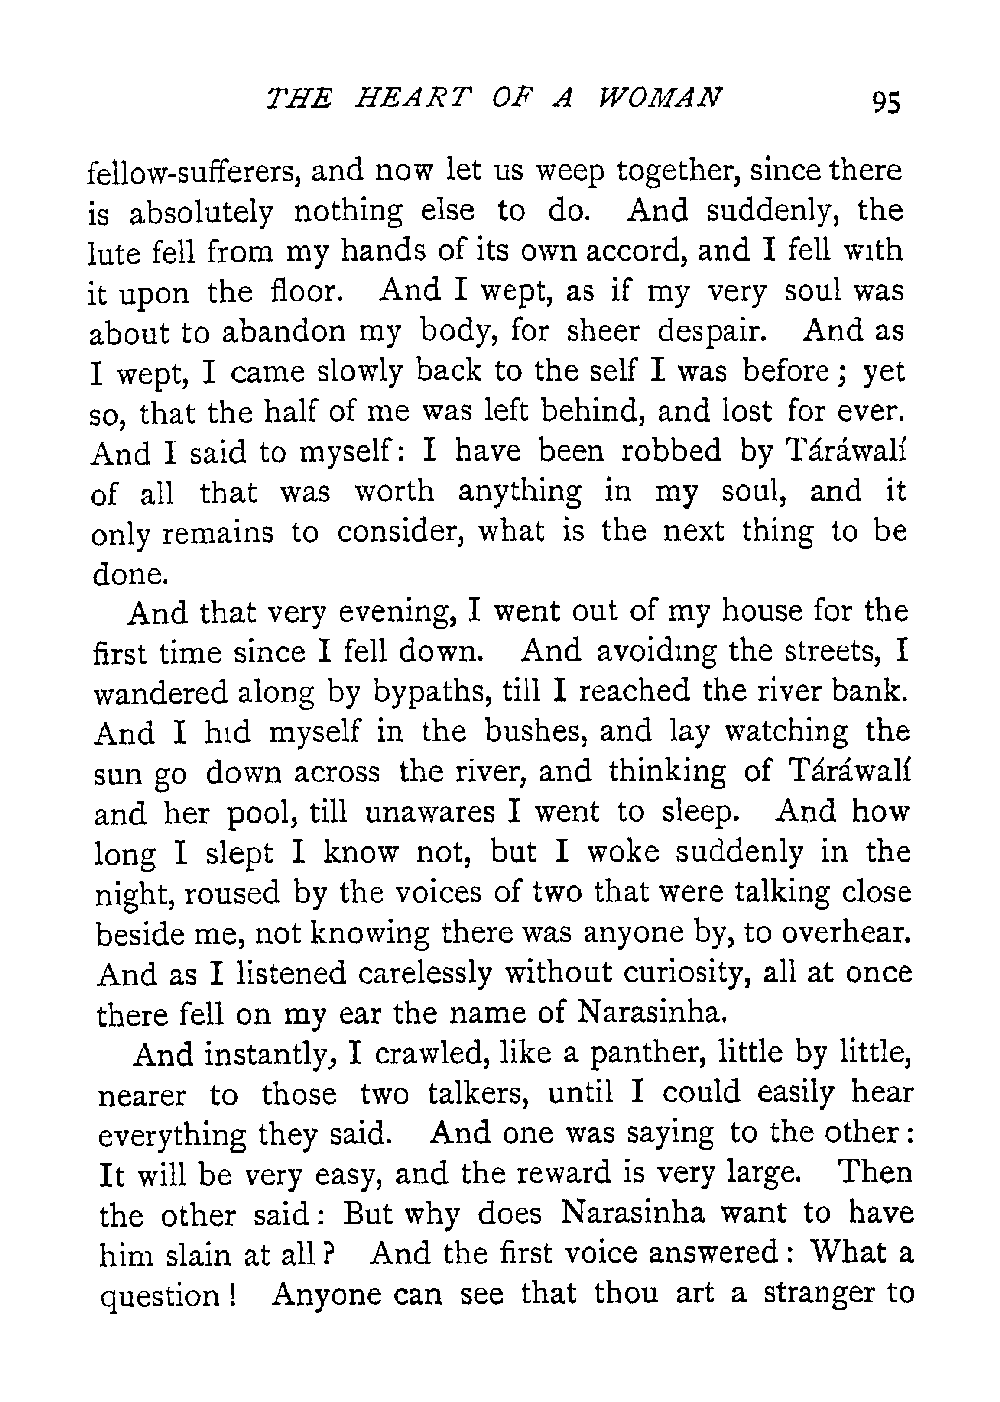 THE HEART OF A WOMAN 95
fellow-sufferers, and now let us weep together, since there
is absolutely nothing else to do. And suddenly, the
lute fell from my hands of its own accord, and I fell with
it upon the floor. And I wept, as if my very soul was
about to abandon my body, for sheer despair. And as
I wept, I came slowly back to the self I was before; yet
so, that the half of me was left behind, and lost for ever.
And I said to myself: I have been robbed by Táráwalí
of all that was worth anything in my soul, and it
only remains to consider, what is the next thing to be
done.
And that very evening, I went out of my house for the
first time since I fell down. And avoiding the streets, I
wandered along by bypaths, till I reached the river bank.
And I hid myself in the bushes, and lay watching the
sun go down across the river, and thinking of Táráwalí
and her pool, till unawares I went to sleep. And how
long I slept I know not, but I woke suddenly in the
night, roused by the voices of two that were talking close
beside me, not knowing there was anyone by, to overhear.
And as I listened carelessly without curiosity, all at once
there fell on my ear the name of Narasinha.
And instantly, I crawled, like a panther, little by little,
nearer to those two talkers, until I could easily hear
everything they said. And one was saying to the other:
It will be very easy, and the reward is very large. Then
the other said: But why does Narasinha want to have
him slain at all? And the first voice answered: What a
question! Anyone can see that thou art a stranger to